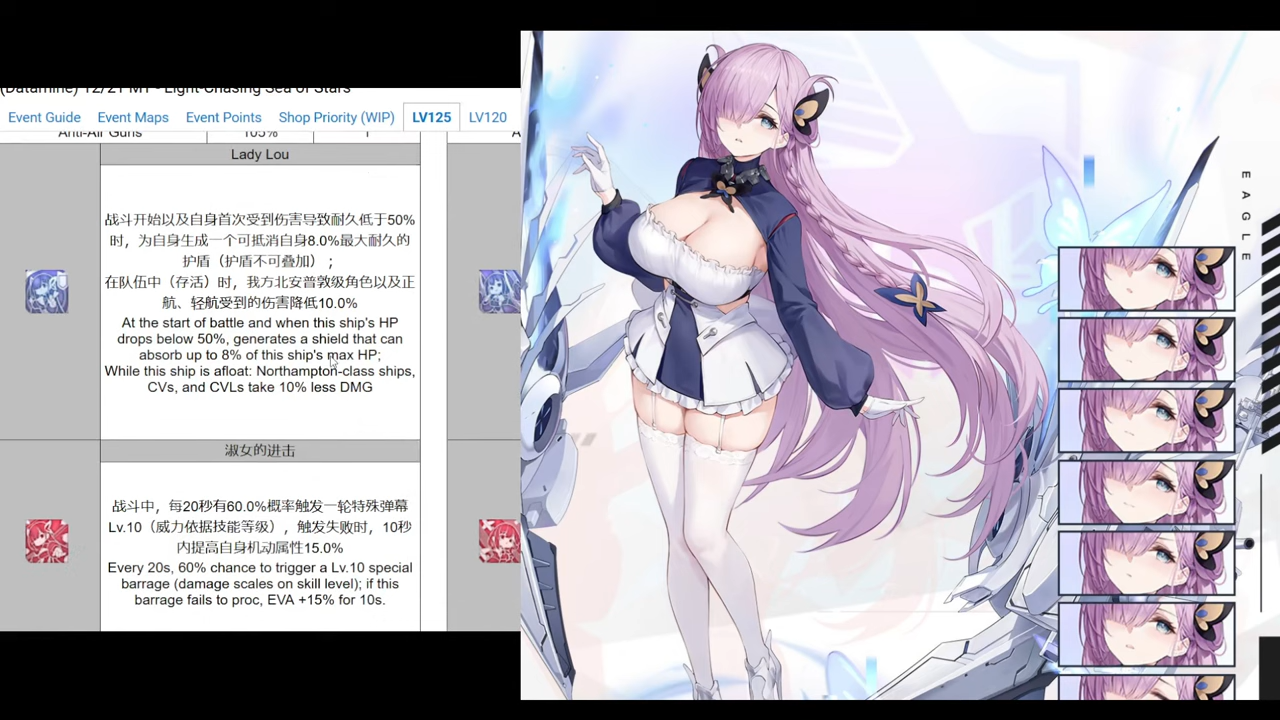 (Datamine) 12/21 MT - Light-Chasing Sea of Stars
Event Guide Event Maps Event Points Shop Priority (WIP) LV125 LV120
Anti-Air Guns 105% 1 A
Lady Lou
战斗开始以及自身首次受到伤害导致耐久低于50%
时，为自身生成一个可抵消自身8.0%最大耐久的
护盾（护盾不可叠加）；
在队伍中（存活）时，我方北安普敦级角色以及正
航、轻航受到的伤害降低10.0%
At the start of battle and when this ship's HP
drops below 50%, generates a shield that can
absorb up to 8% of this ship's max HP;
While this ship is afloat: Northampton-class ships,
CVs, and CVLs take 10% less DMG
淑女的进击
战斗中，每20秒有60.0%概率触发一轮特殊弹幕
Lv.10（威力依据技能等级），触发失败时，10秒
内提高自身机动属性15.0%
Every 20s, 60% chance to trigger a Lv.10 special
barrage (damage scales on skill level); if this
barrage fails to proc, EVA +15% for 10s.
EAGLE